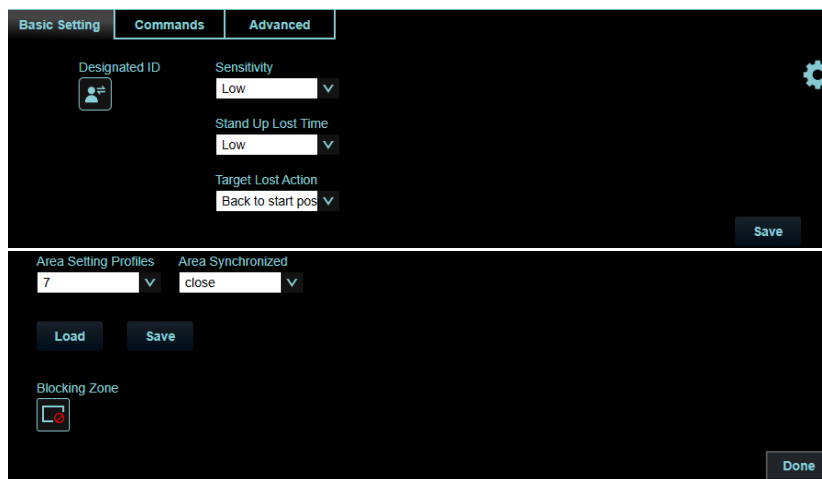 Basic Setting Commands Advanced
Designated ID Sensitivity
Low
Stand Up Lost Time
Low
Target Lost Action
Back to start pos
Save
Area Setting Profiles Area Synchronized
7 close
Load Save
Blocking Zone
Done